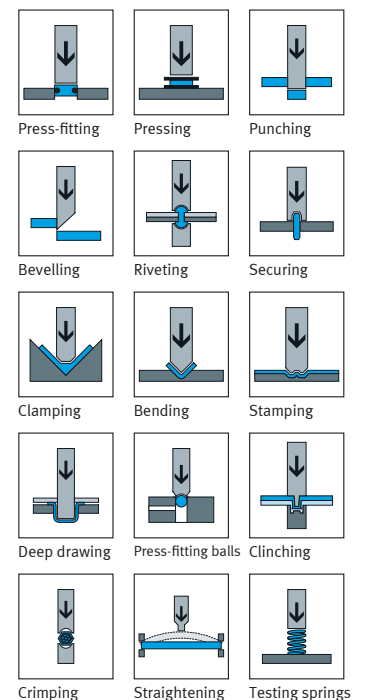 Press-fitting
Pressing
Punching
Bevelling
Riveting
Securing
Clamping
Bending
Stamping
Deep drawing
Press-fitting balls
Clinching
Crimping
Straightening
Testing springs